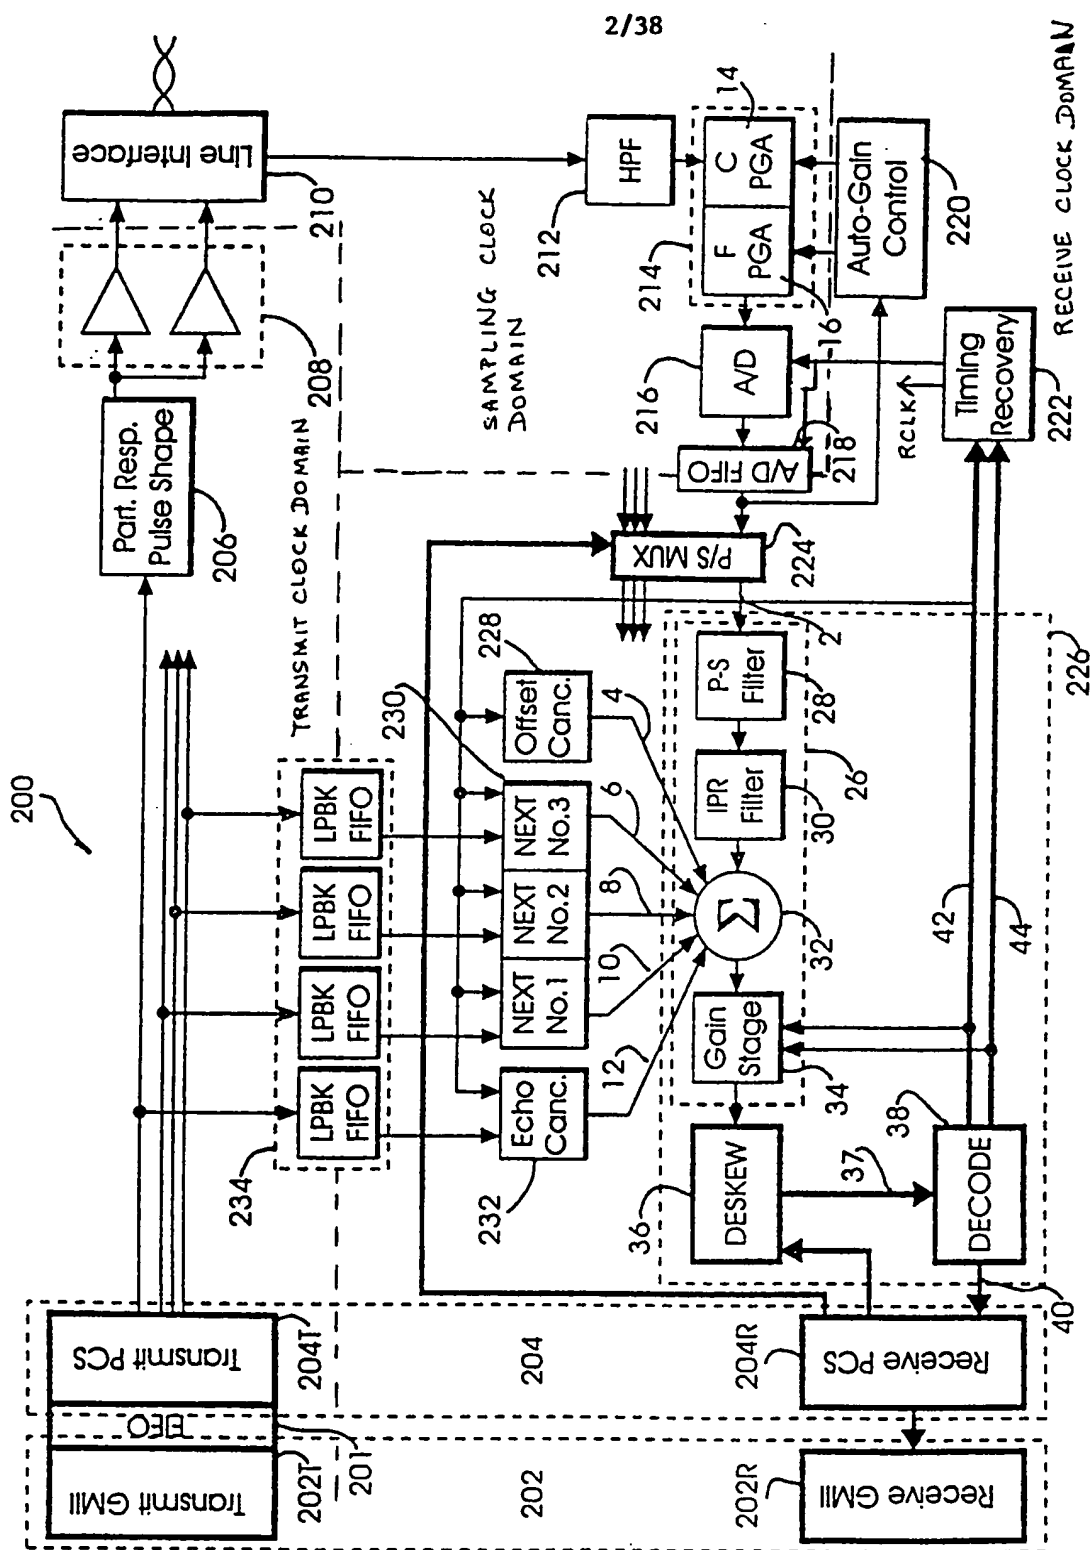 2/38
200
Transmit GMII
202T
FIFO
201
Transmit PCS
204T
Part. Resp.
Pulse Shape
206
208
Line Interface
210
TRANSMIT CLOCK DOMAIN
SAMPLING CLOCK
DOMAIN
RECEIVE CLOCK DOMAIN
234
LPBK
FIFO
LPBK
FIFO
LPBK
FIFO
LPBK
FIFO
HPF
212
C
PGA
14
F
PGA
16
214
A/D
216
A/D FIFO
218
Auto-Gain
Control
220
Timing
Recovery
222
RCLK
P/S MUX
224
2
Echo
Canc.
232
NEXT
No.1
NEXT
No.2
NEXT
No.3
230
Offset
Canc.
228
4
6
8
10
12
P-S
Filter
28
IPR
Filter
30
26
Σ
32
Gain
Stage
34
DESKEW
36
37
DECODE
38
40
42
44
226
202
204
Receive PCS
204R
Receive GMII
202R